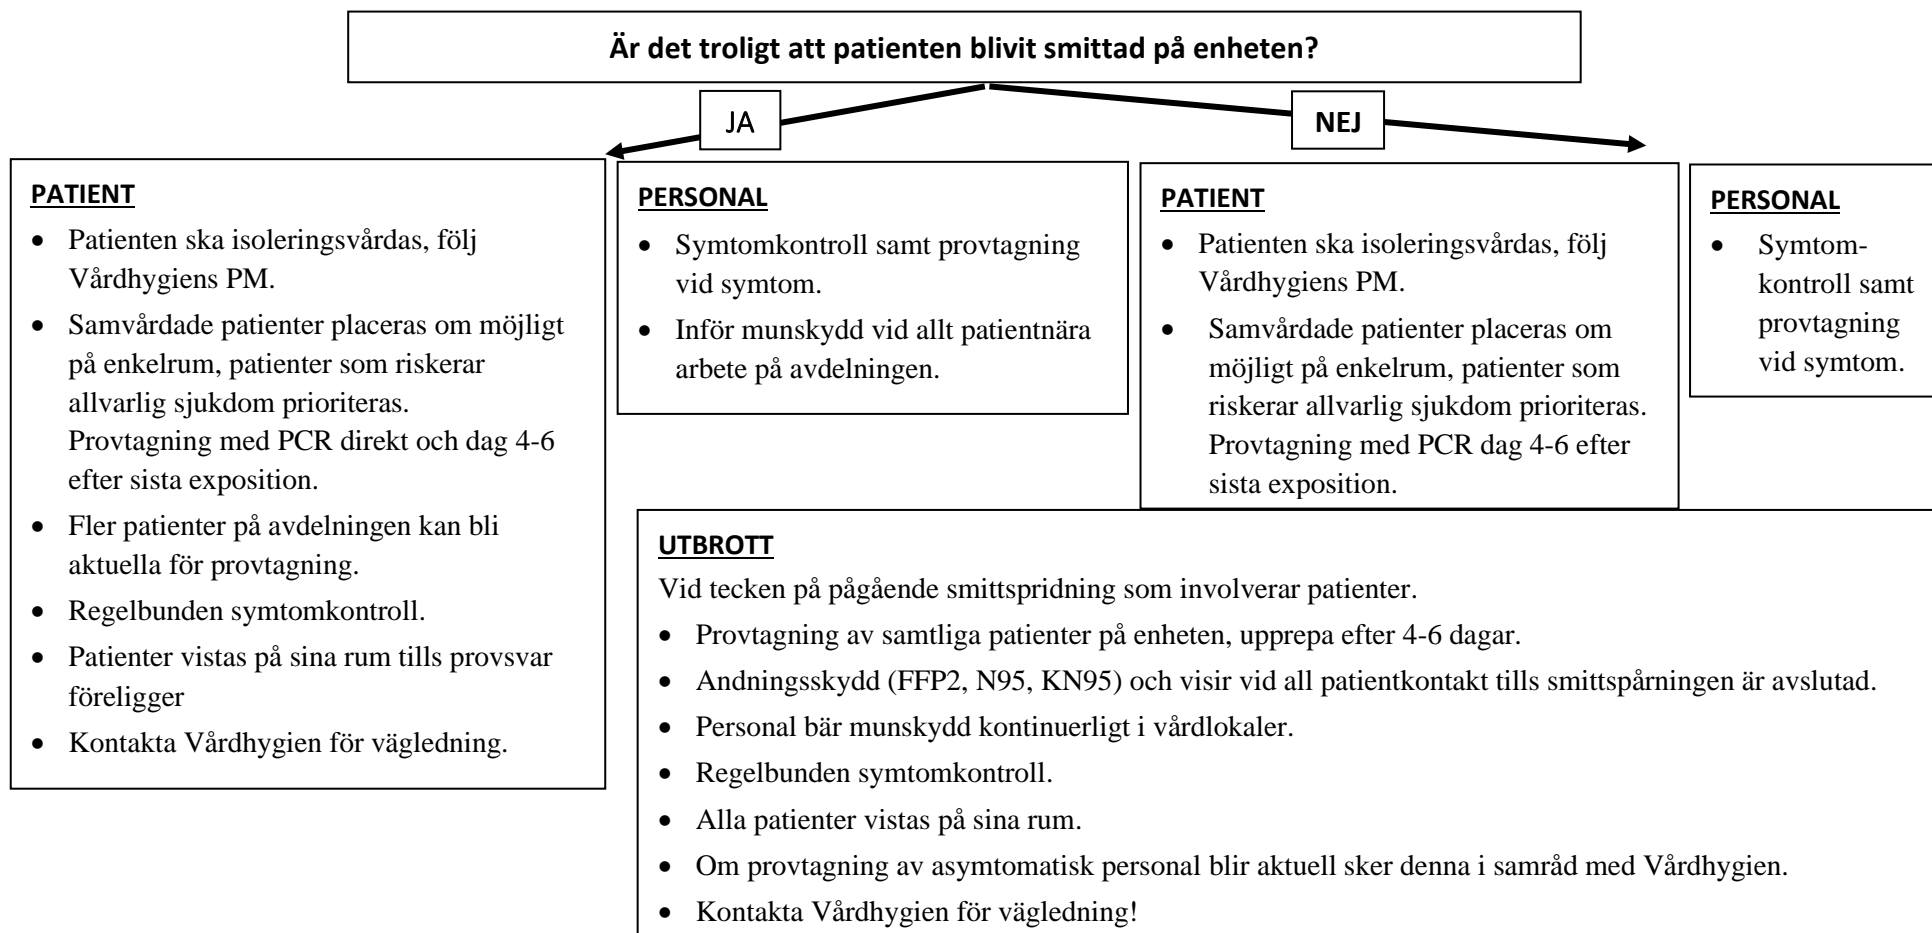 Är det troligt att patienten blivit smittad på enheten?
JA
NEJ
PATIENT
• Patienten ska isoleringsvårdas, följ
Vårdhygiens PM.
• Samvårdade patienter placeras om möjligt
på enkelrum, patienter som riskerar
allvarlig sjukdom prioriteras.
Provtagning med PCR direkt och dag 4-6
efter sista exposition.
• Fler patienter på avdelningen kan bli
aktuella för provtagning.
• Regelbunden symtomkontroll.
• Patienter vistas på sina rum tills provsvar
föreligger
• Kontakta Vårdhygien för vägledning.
PERSONAL
• Symtomkontroll samt provtagning
vid symtom.
• Inför munskydd vid allt patientnära
arbete på avdelningen.
PATIENT
• Patienten ska isoleringsvårdas, följ
Vårdhygiens PM.
• Samvårdade patienter placeras om
möjligt på enkelrum, patienter som
riskerar allvarlig sjukdom prioriteras.
Provtagning med PCR dag 4-6 efter
sista exposition.
PERSONAL
• Symtom-
kontroll samt
provtagning
vid symtom.
UTBROTT
Vid tecken på pågående smittspridning som involverar patienter.
• Provtagning av samtliga patienter på enheten, upprepa efter 4-6 dagar.
• Andningsskydd (FFP2, N95, KN95) och visir vid all patientkontakt tills smittspårningen är avslutad.
• Personal bär munskydd kontinuerligt i vårdlokaler.
• Regelbunden symtomkontroll.
• Alla patienter vistas på sina rum.
• Om provtagning av asymtomatisk personal blir aktuell sker denna i samråd med Vårdhygien.
• Kontakta Vårdhygien för vägledning!